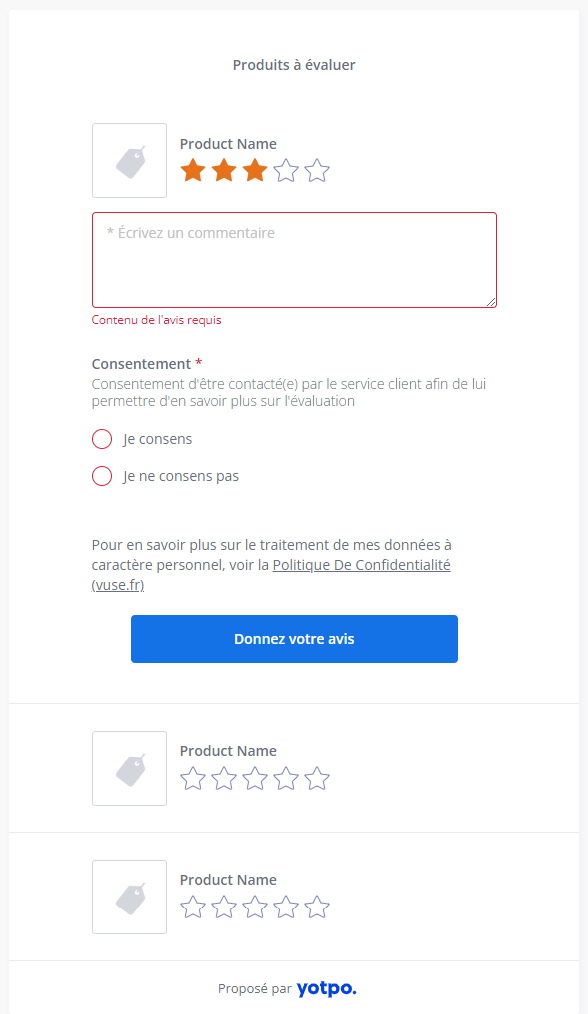 Produits à évaluer
Product Name
* Écrivez un commentaire
Contenu de l'avis requis
Consentement *
Consentement d'être contacté(e) par le service client afin de lui
permettre d'en savoir plus sur l'évaluation
Je consens
Je ne consens pas
Pour en savoir plus sur le traitement de mes données à
caractère personnel, voir la Politique De Confidentialité
(vuse.fr)
Donnez votre avis
Product Name
Product Name
Proposé par yotpo.